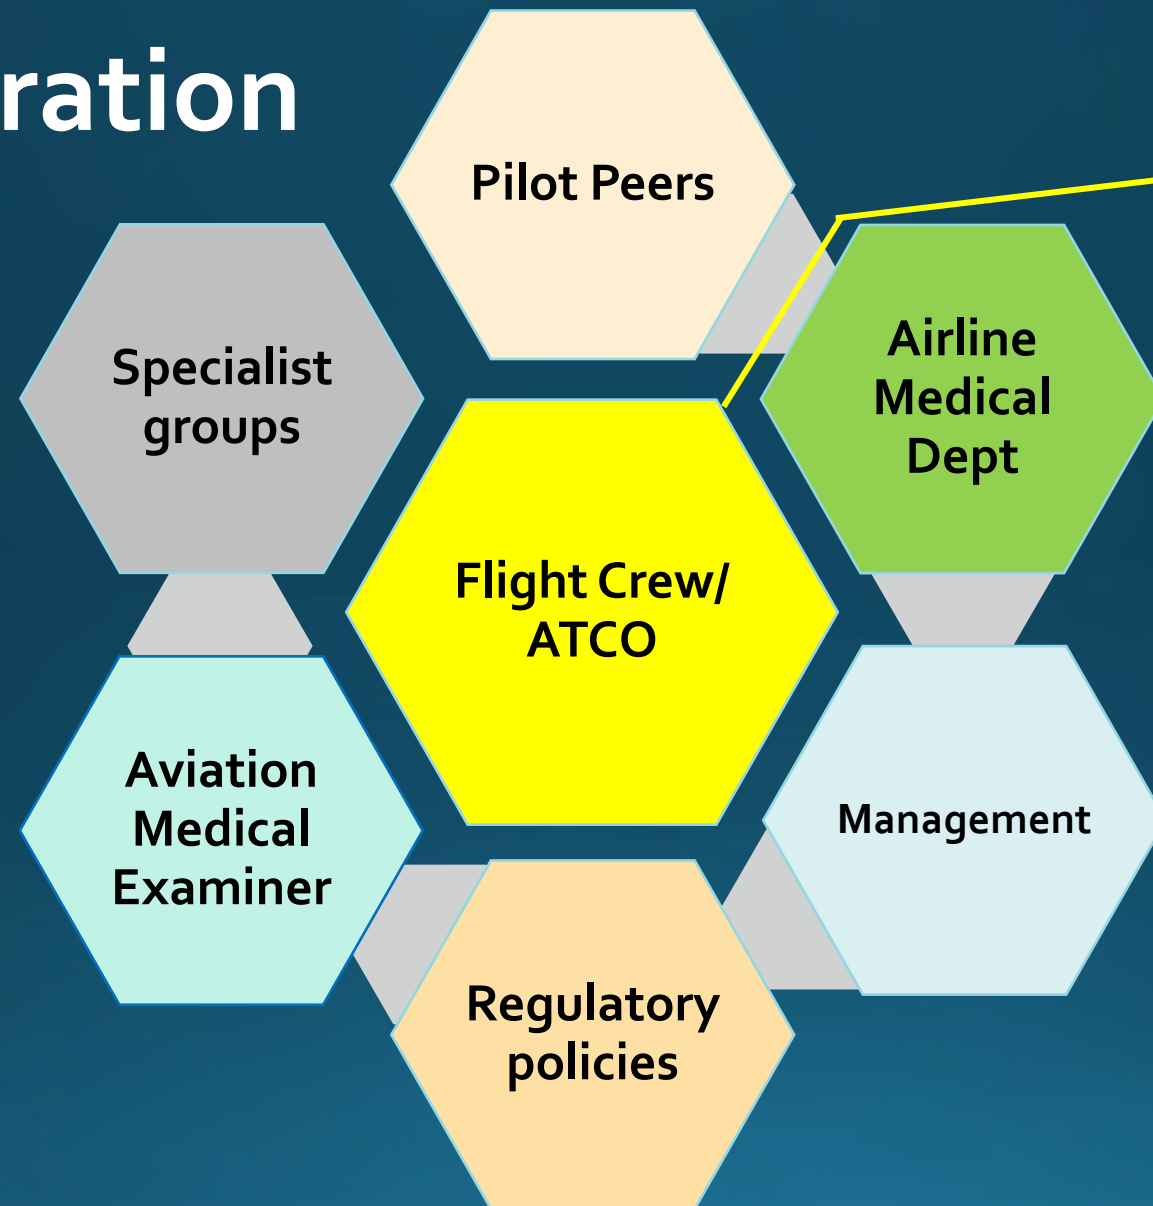 ration
Pilot Peers
Specialist
groups
Airline
Medical
Dept
Flight Crew/
ATCO
Aviation
Medical
Examiner
Management
Regulatory
policies